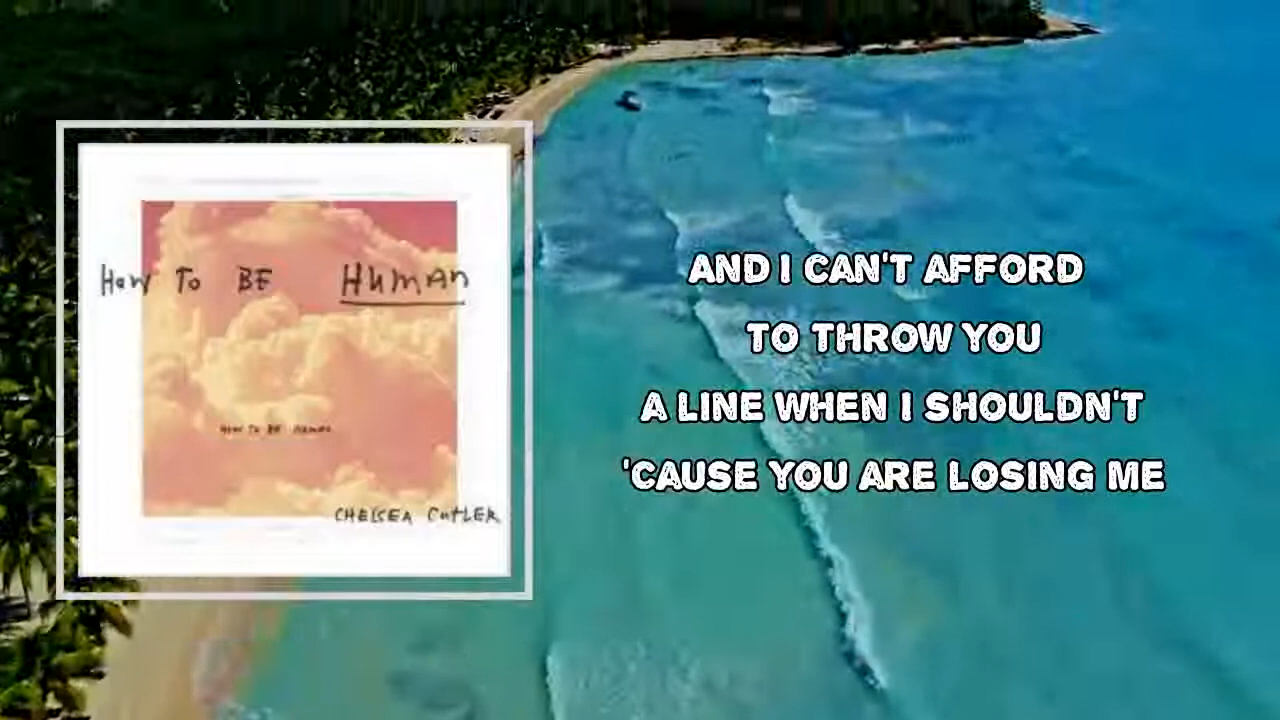 How To BE HUMAN
How To BE HUMAN
CHELSEA CUTLER
AND I CAN'T AFFORD
TO THROW YOU
A LINE WHEN I SHOULDN'T
'CAUSE YOU ARE LOSING ME